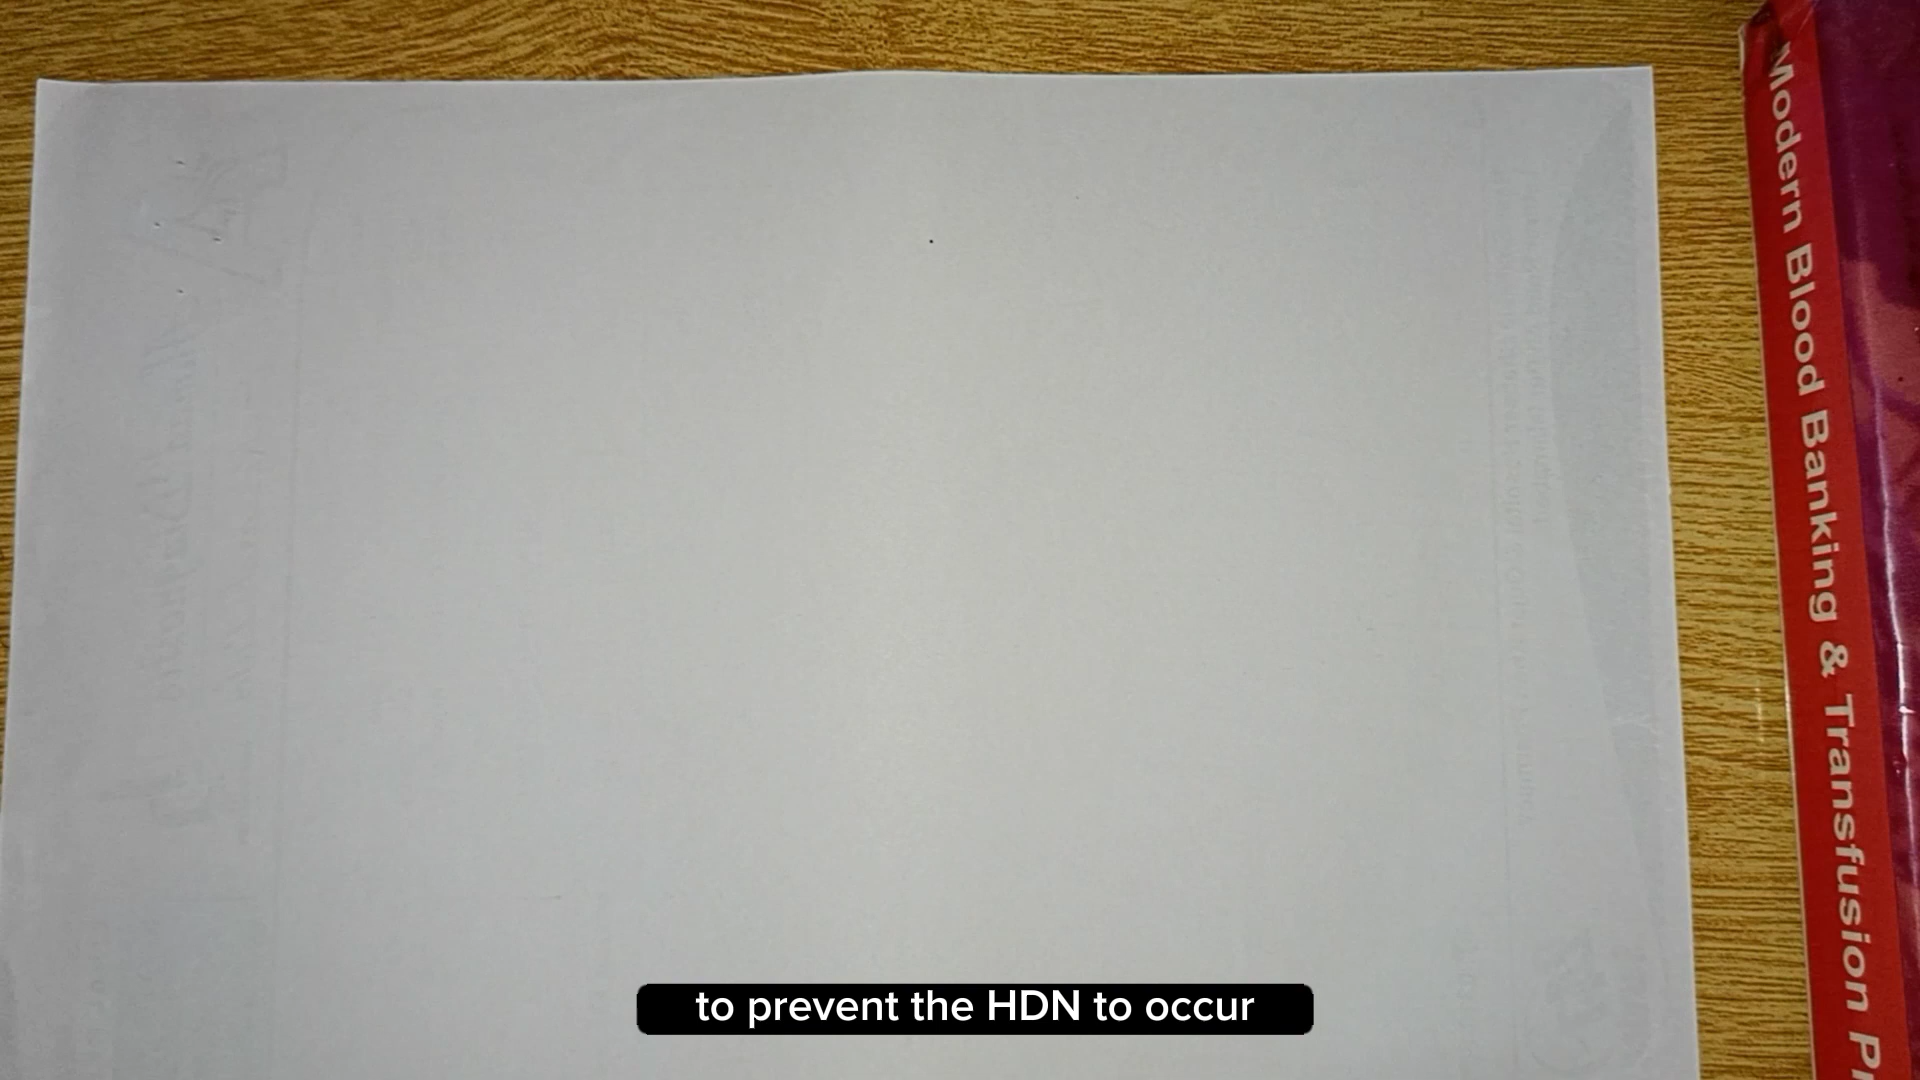 Modern Blood Banking & Transfusion
to prevent the HDN to occur